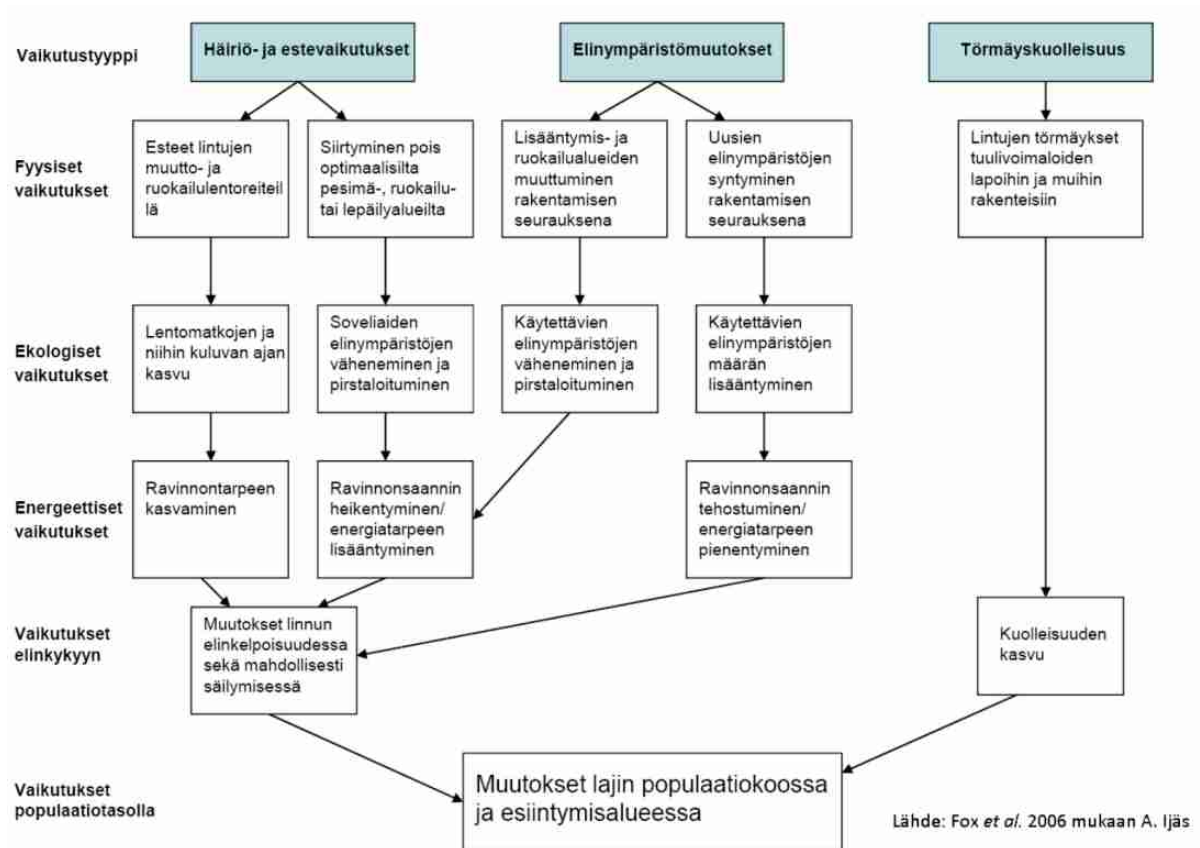 Vaikutustyyppi
Häiriö- ja estevaikutukset
Elinympäristömuutokset
Törmäyskuolleisuus
Fyysiset
vaikutukset
Esteet lintujen
muutto- ja
ruokailulentoreiteil
lä
Siirtyminen pois
optimaalisilta
pesimä-, ruokailu-
tai lepäilyalueilta
Lisääntymis- ja
ruokailualueiden
muuttuminen
rakentamisen
seurauksena
Uusien
elinympäristöjen
syntyminen
rakentamisen
seurauksena
Lintujen törmäykset
tuulivoimaloiden
lapoihin ja muihin
rakenteisiin
Ekologiset
vaikutukset
Lentomatkojen ja
niihin kuluvan ajan
kasvu
Soveliaiden
elinympäristöjen
väheneminen ja
pirstaloituminen
Käytettävien
elinympäristöjen
väheneminen ja
pirstaloituminen
Käytettävien
elinympäristöjen
määrän
lisääntyminen
Energeettiset
vaikutukset
Ravinnontarpeen
kasvaminen
Ravinnonsaannin
heikentyminen/
energiatarpeen
lisääntyminen
Ravinnonsaannin
tehostuminen/
energiatarpeen
pienentyminen
Vaikutukset
elinkykyyn
Muutokset linnun
elinkelpoisuudessa
sekä mahdollisesti
säilymisessä
Kuolleisuuden
kasvu
Vaikutukset
populaatiotasolla
Muutokset lajin populaatiokoossa
ja esiintymisalueessa
Lähde: Fox et al. 2006 mukaan A. Ijäs